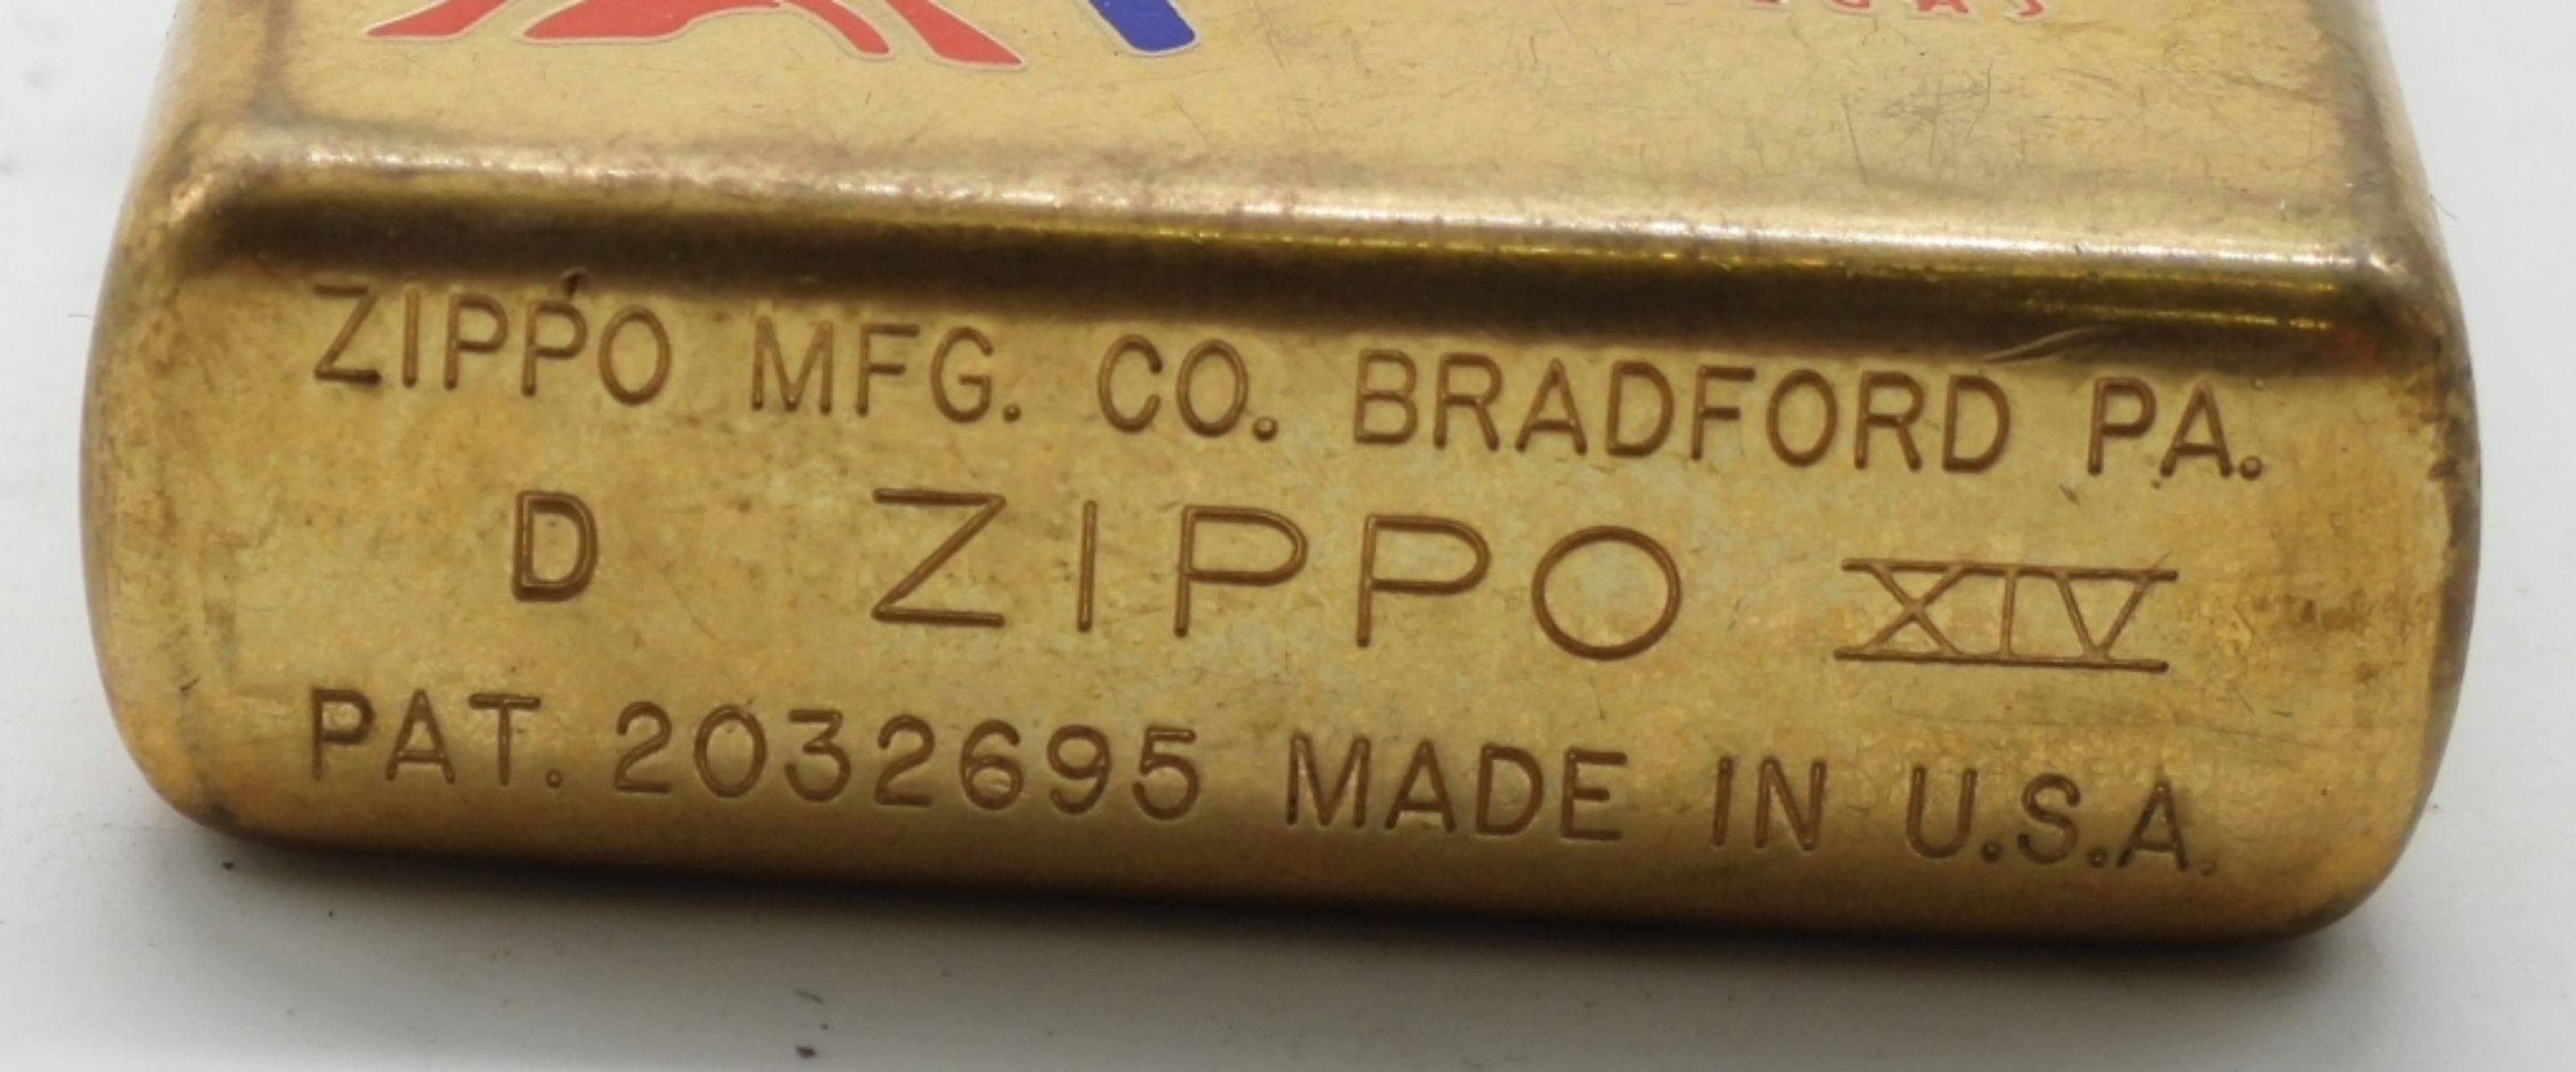 ZIPPO MFG. CO. BRADFORD PA.
D ZIPPO XIV
PAT. 2032695 MADE IN U.S.A.